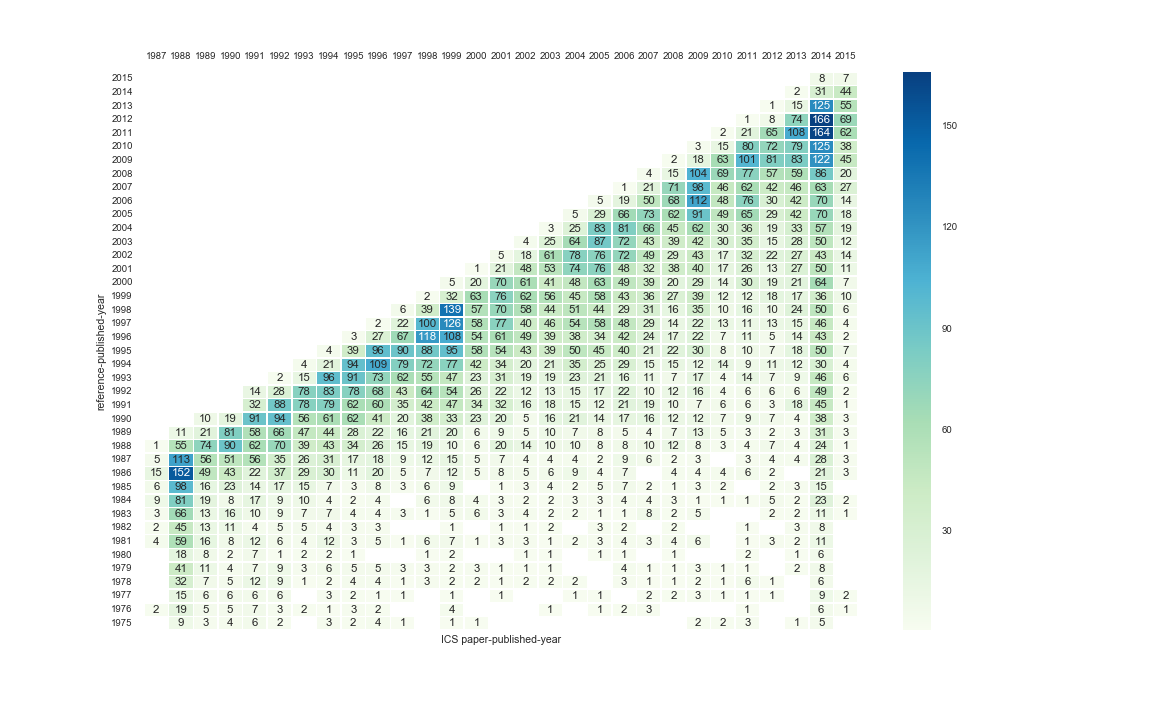 1987 1988 1989 1990 1991 1992 1993 1994 1995 1996 1997 1998 1999 2000 2001 2002 2003 2004 2005 2006 2007 2008 2009 2010 2011 2012 2013 2014 2015
2015 8 7
2014 2 31 44
2013 1 15 125 55
2012 1 8 74 166 69
2011 2 21 65 108 164 62
2010 3 15 80 72 79 125 38
2009 2 18 63 101 81 83 122 45
2008 4 15 104 69 77 57 59 86 20
2007 1 21 71 98 46 62 42 46 63 27
2006 5 19 50 68 112 48 76 30 42 70 14
2005 5 29 66 73 62 91 49 65 29 42 70 18
2004 3 25 83 81 66 45 62 30 36 19 33 57 19
2003 4 25 64 87 72 43 39 42 30 35 15 28 50 12
2002 5 18 61 78 76 72 49 29 43 17 32 22 27 43 14
2001 1 21 48 53 74 76 48 32 38 40 17 26 13 27 50 11
2000 5 20 70 61 41 48 63 49 39 20 29 14 30 19 21 64 7
1999 2 32 63 76 62 56 45 58 43 36 27 39 12 12 18 17 36 10
1998 6 39 139 57 70 58 44 51 44 29 31 16 35 10 16 10 24 50 6
1997 2 22 100 126 58 77 40 46 54 58 48 29 14 22 13 11 13 15 46 4
1996 3 27 67 118 108 54 61 49 39 38 34 42 24 17 22 7 11 5 14 43 2
1995 4 39 96 90 88 95 58 54 43 39 50 45 40 21 22 30 8 10 7 18 50 7
1994 4 21 94 109 79 72 77 42 34 20 21 35 25 29 15 15 12 14 9 11 12 30 4
1993 2 15 96 91 73 62 55 47 23 31 19 19 23 21 16 11 7 17 4 14 7 9 46 6
1992 14 28 78 83 78 68 43 64 54 26 22 12 13 15 17 22 10 12 16 4 6 6 6 49 2
1991 32 88 78 79 62 60 35 42 47 34 32 16 18 15 12 21 19 10 7 6 6 3 18 45 1
1990 10 19 91 94 56 61 62 41 20 38 33 23 20 5 16 21 14 17 16 12 12 7 9 7 4 38 3
1989 11 21 81 58 66 47 44 28 22 16 21 20 6 9 5 10 7 8 5 4 7 13 5 3 2 3 31 3
1988 1 55 74 90 62 70 39 43 34 26 15 19 10 6 20 14 10 10 8 8 10 12 8 3 4 7 4 24 1
1987 5 113 56 51 56 35 26 31 17 18 9 12 15 5 7 4 4 4 2 9 6 2 3 3 4 4 28 3
1986 15 152 49 43 22 37 29 30 11 20 5 7 12 5 8 5 6 9 4 7 4 4 4 6 2 21 3
1985 6 98 16 23 14 17 15 7 3 8 3 6 9 1 3 4 2 5 7 2 1 3 2 2 3 15
1984 9 81 19 8 17 9 10 4 2 4 6 8 4 3 2 2 3 3 4 4 3 1 1 1 5 2 23 2
1983 3 66 13 16 10 9 7 7 4 4 3 1 5 6 3 4 2 2 1 1 8 2 5 2 2 11 1
1982 2 45 13 11 4 5 5 4 3 3 1 1 2 3 2 2 1 3 8
1981 4 59 16 8 12 6 4 12 3 5 1 6 7 1 3 3 1 2 3 4 3 4 6 1 3 2 11
1980 18 8 2 7 1 2 2 1 1 2 1 1 1 1 1 2 1 6
1979 41 11 4 7 9 3 6 5 5 3 3 2 3 1 1 1 4 1 1 3 1 1 2 8
1978 32 7 5 12 9 1 2 4 4 1 3 2 2 1 2 2 2 3 1 1 2 1 6 1 6
1977 15 6 6 6 6 3 2 1 1 1 1 1 1 1 2 2 3 1 1 1 9 2
1976 2 19 5 5 7 3 2 1 3 2 4 3 1 1 2 3 1 6 1
1975 9 3 4 6 2 3 2 4 1 1 1 2 2 3 1 5
reference-published-year
ICS paper-published-year
150
120
90
60
30